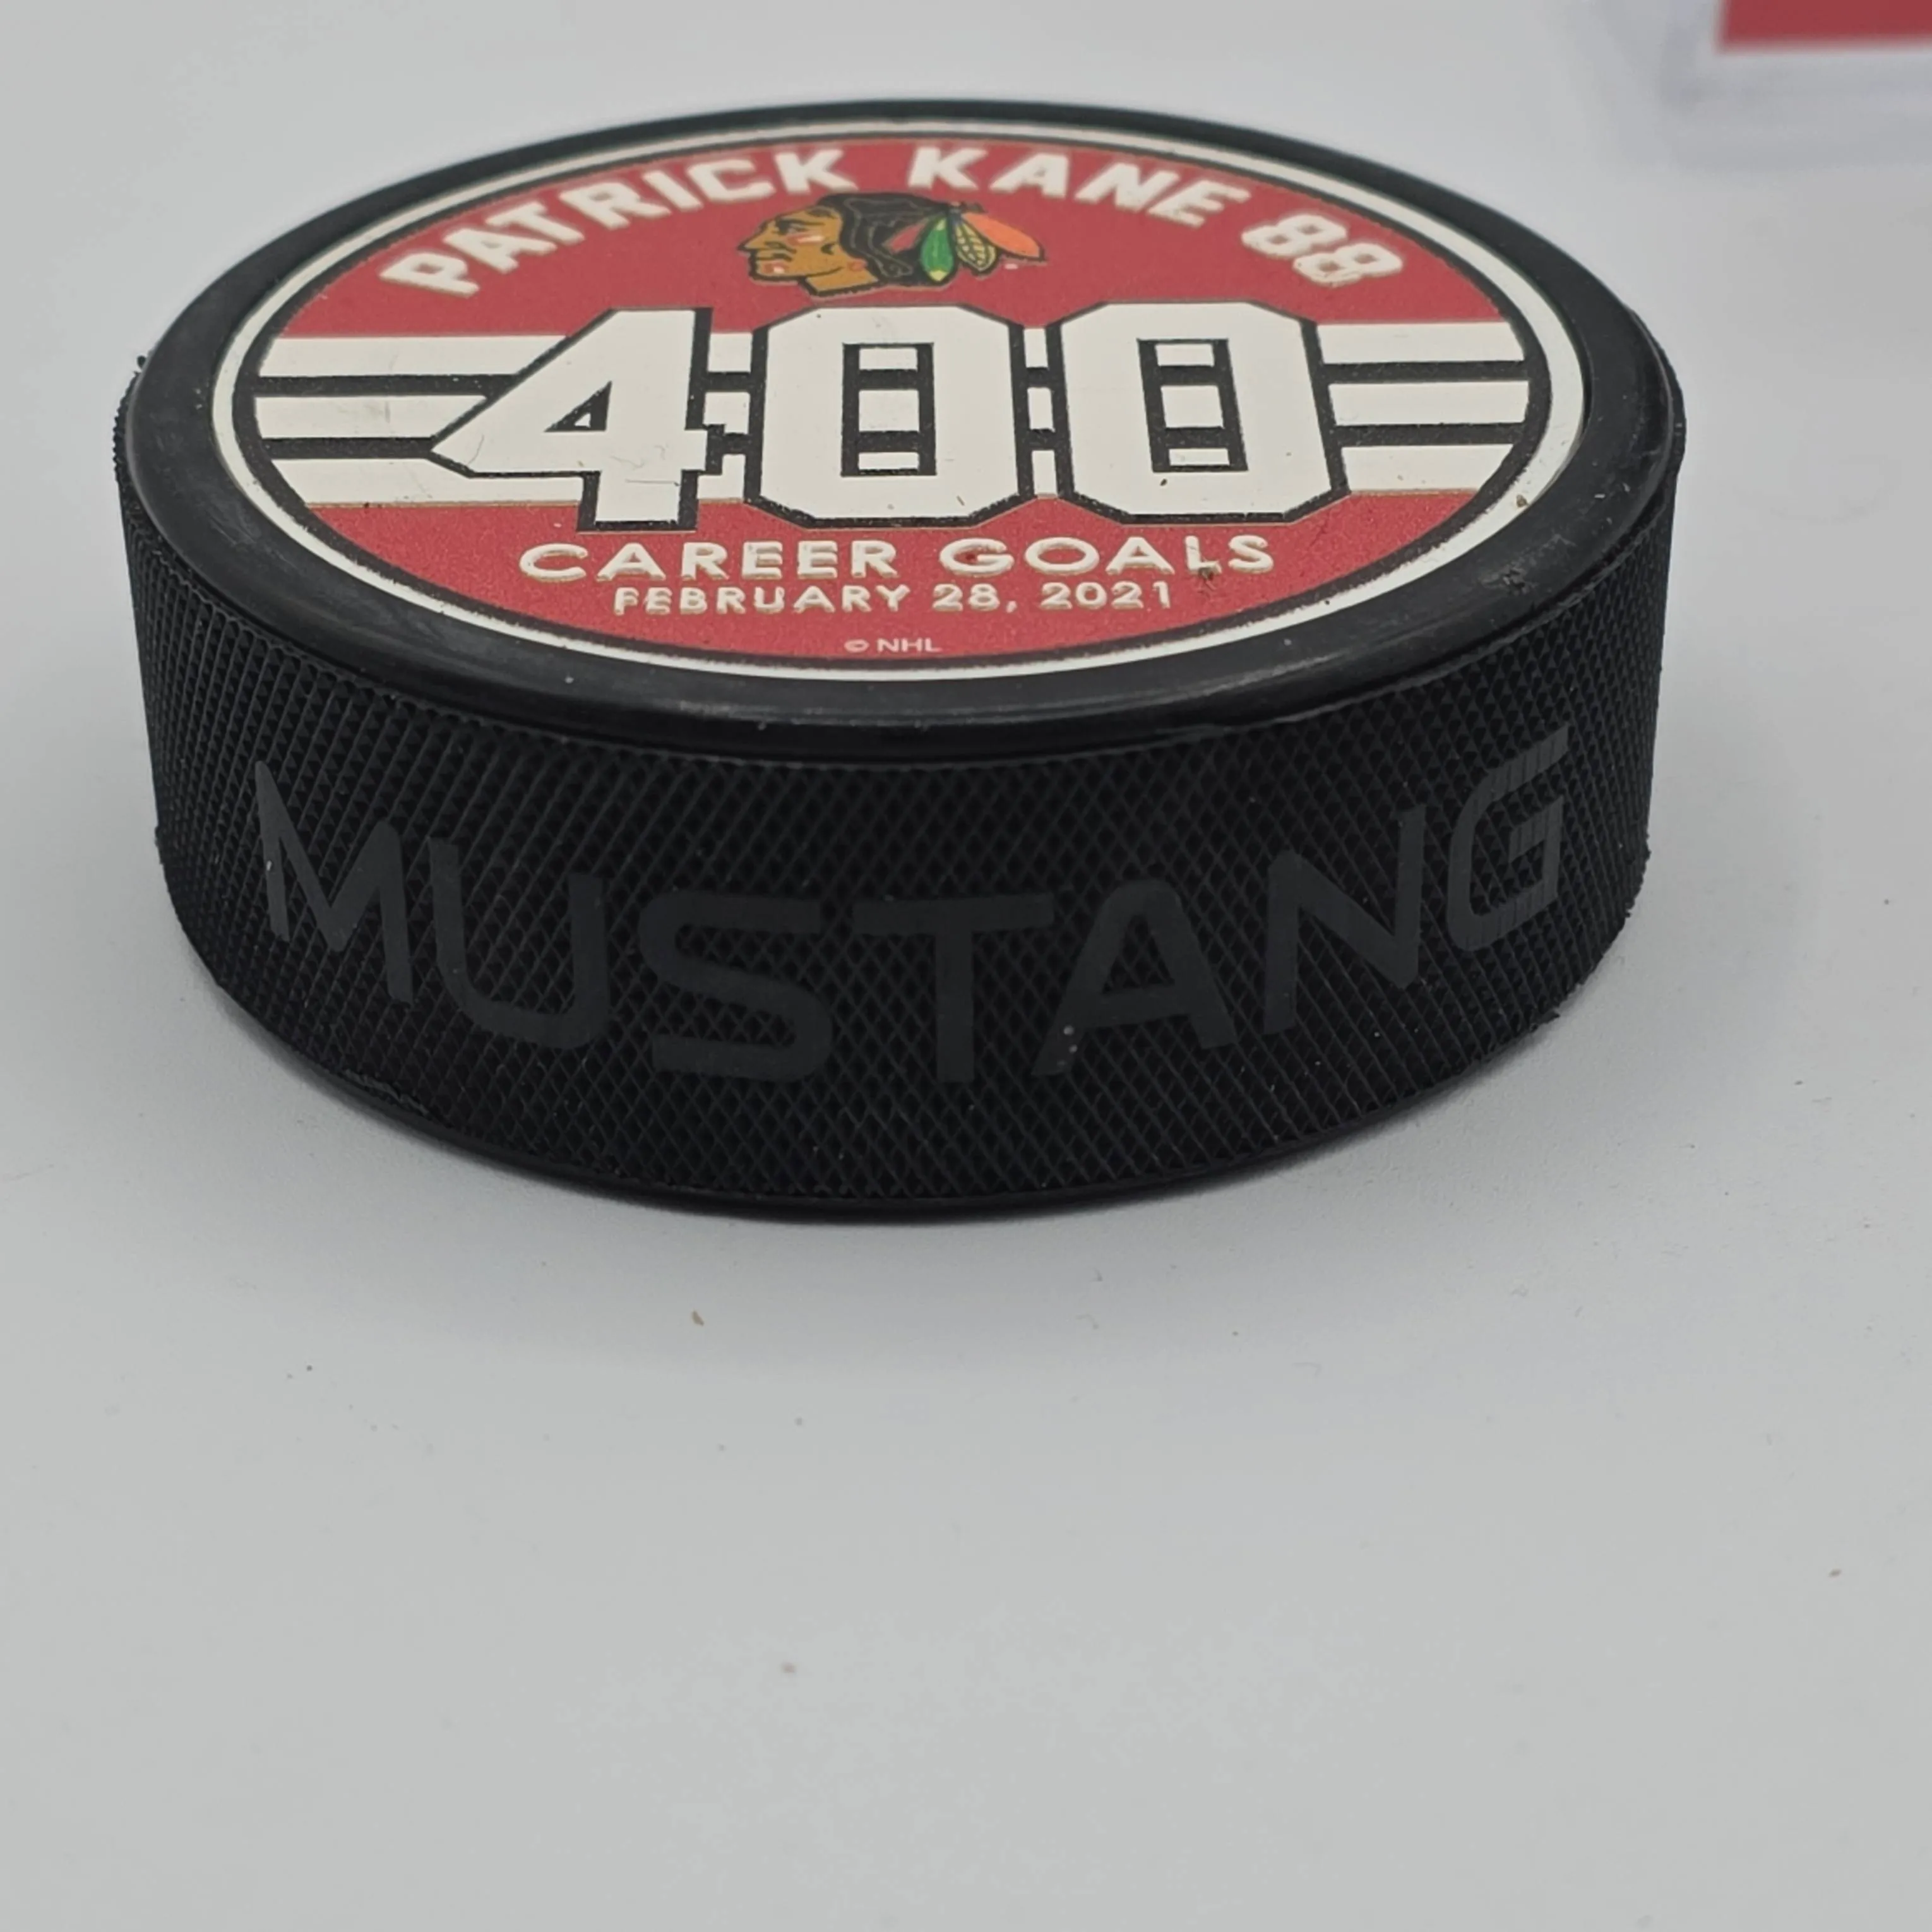 PATRICK KANE 88
400
CAREER GOALS
FEBRUARY 28, 2021
© NHL
MUSTANG